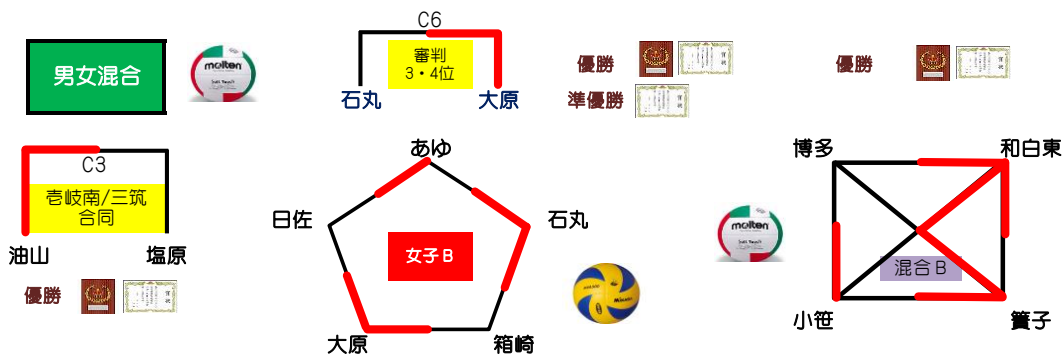 男女混合
molten
C6
審判
3・4位
石丸
大原
優勝
準優勝
優勝
C3
壱岐南/三筑
合同
油山
塩原
優勝
あゆ
日佐
石丸
女子B
大原
箱崎
molten
博多
和白東
混合B
小笹
簀子